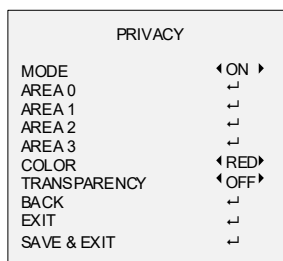 PRIVACY
MODE ON
AREA 0
AREA 1
AREA 2
AREA 3
COLOR RED
TRANSPARENCY OFF
BACK
EXIT
SAVE & EXIT